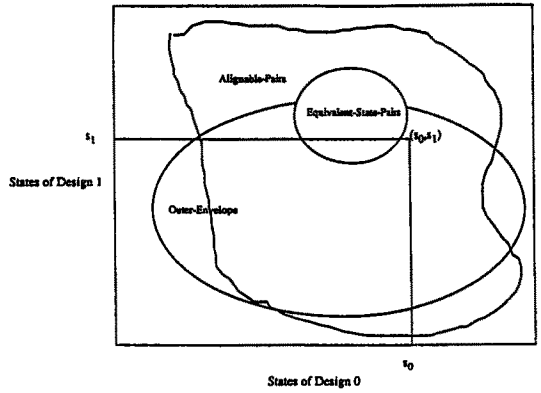 Alignable-Pairs
Equivalent-State-Pairs
s1
(s0,s1)
States of Design 1
Outer-Envelope
s0
States of Design 0